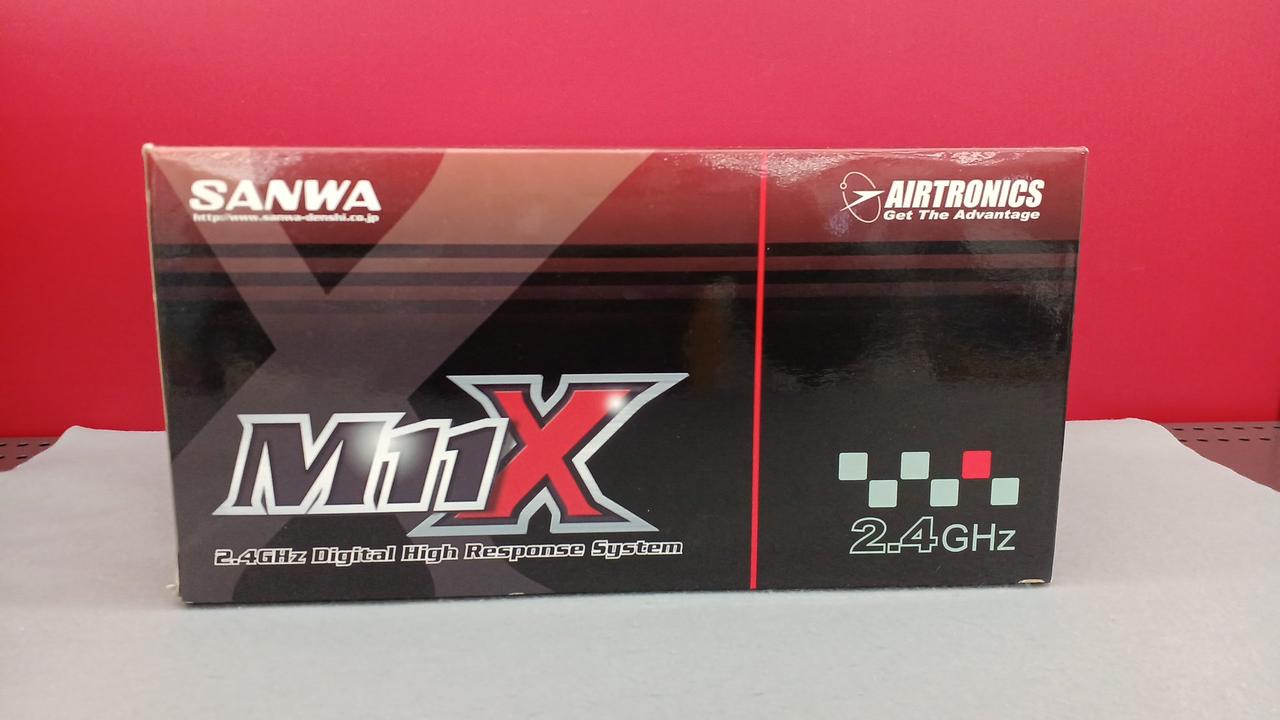 SANWA
http://www.sanwa-denshi.co.jp
AIRTRONICS
Get The Advantage
M11X
2.4GHz Digital High Response System
2.4GHz